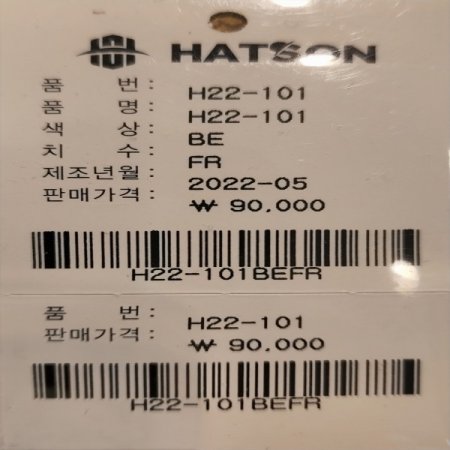 HATSON
품 번 : H22-101
품 명 : H22-101
색 상 : BE
치 수 : FR
제조년월 : 2022-05
판매가격 : ₩ 90,000
H22-101BEFR
품 번 : H22-101
판매가격 : ₩ 90,000
H22-101BEFR